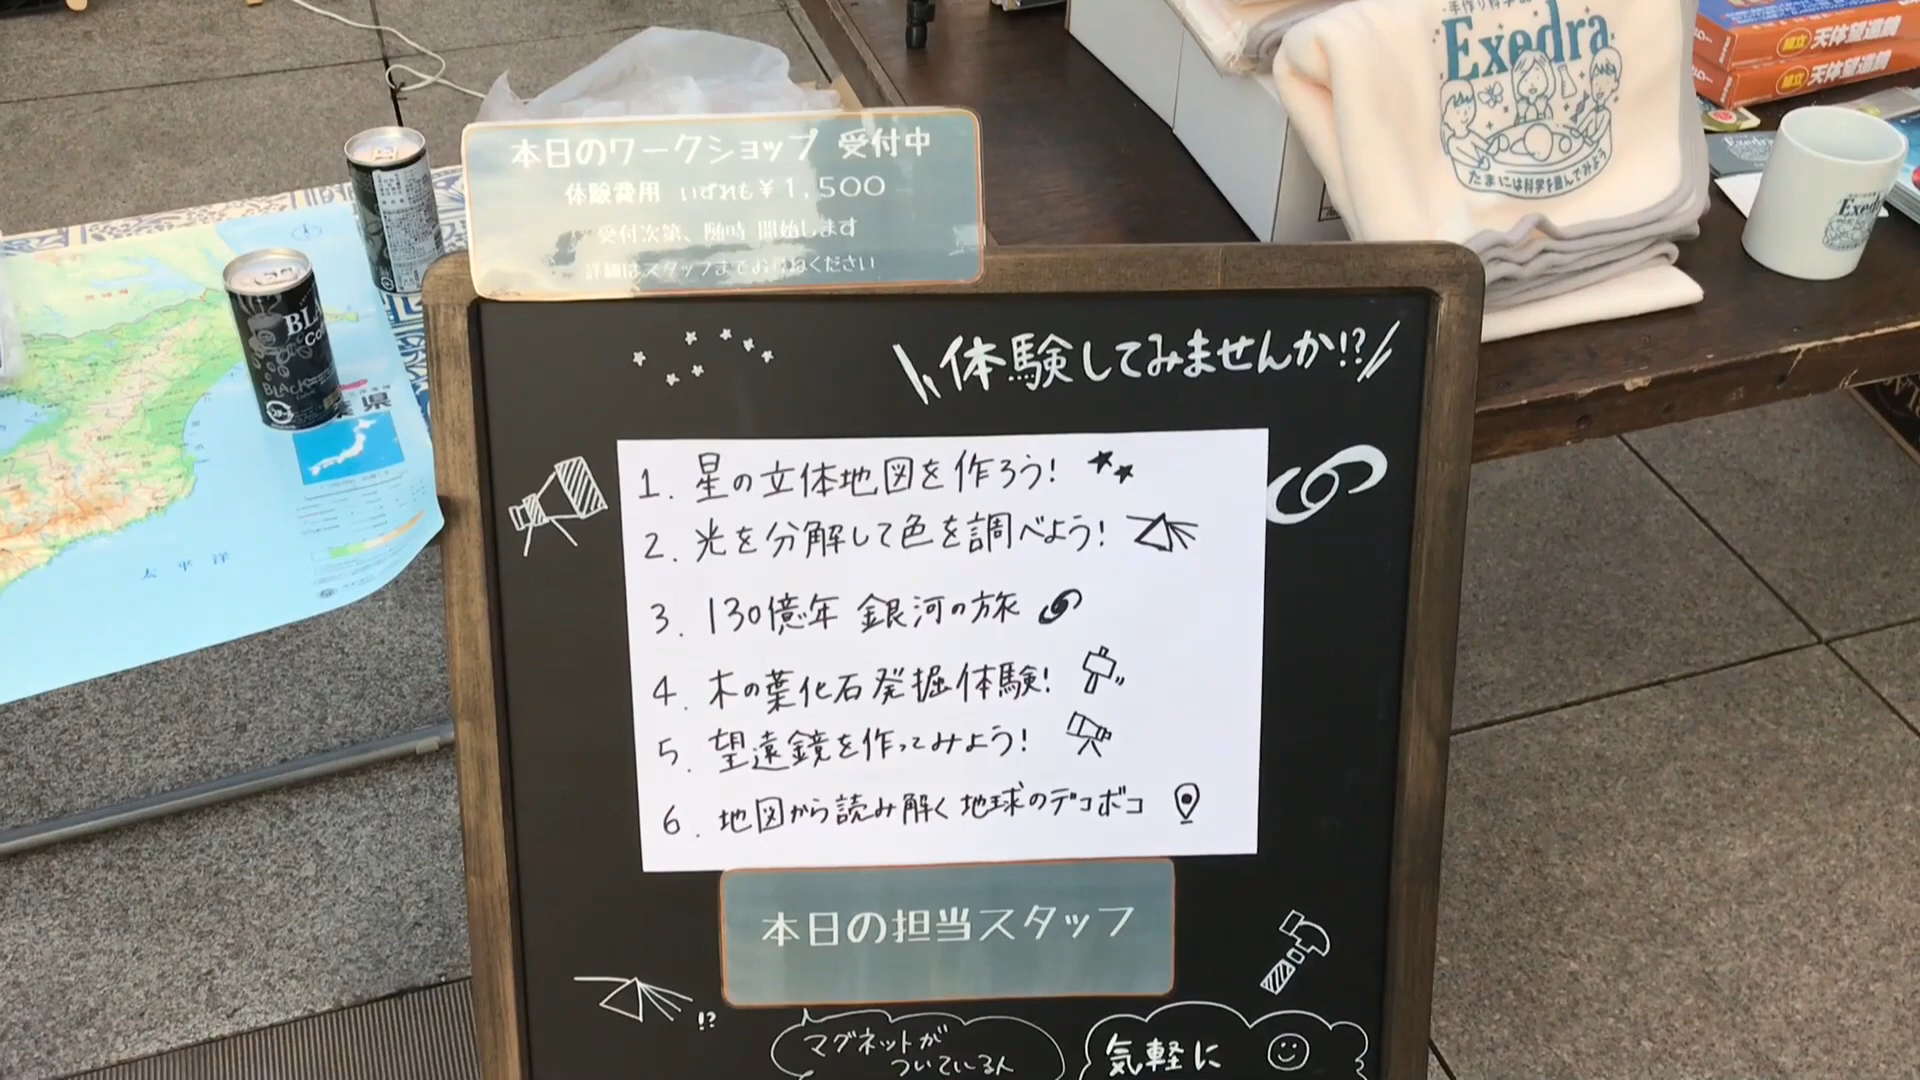 本日のワークショップ 受付中
体験費用 いずれも¥1,500
受付次第、随時 開始します
詳細はスタッフまでお尋ねください
体験してみませんか!?
1. 星の立体地図を作ろう!
2. 光を分解して色を調べよう!
3. 130億年 銀河の旅
4. 木の葉化石発掘体験!
5. 望遠鏡を作ってみよう!
6. 地図から読み解く地球のデコボコ
本日の担当スタッフ
!?
マグネットが
ついている人
気軽に
Exedra
たまには科学を囲んでみよう
組立 天体望遠鏡
組立 天体望遠鏡
BLACK
県
太平洋